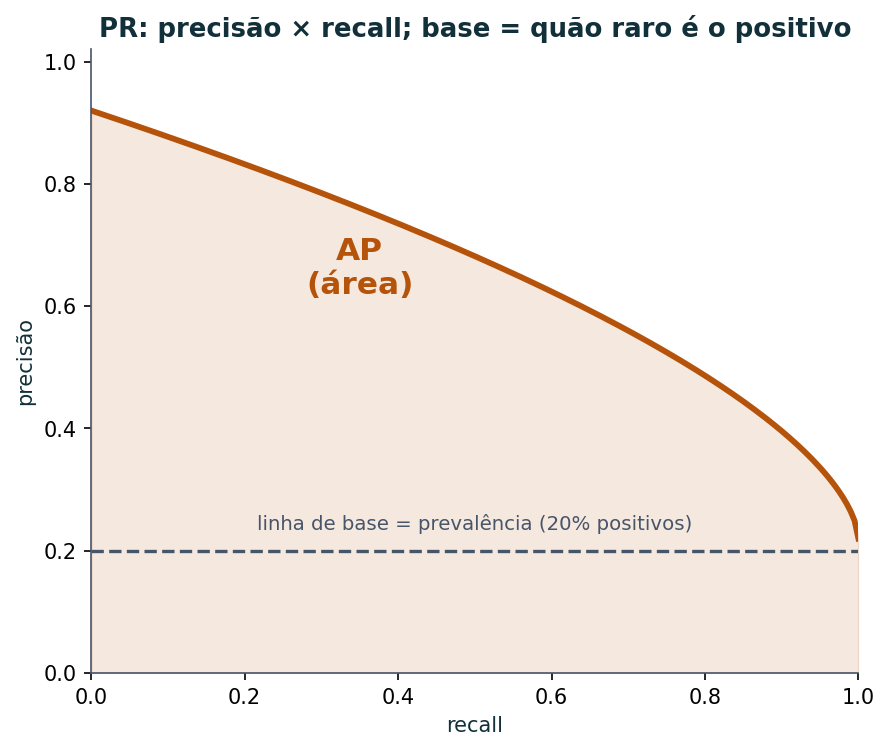 PR: precisão × recall; base = quão raro é o positivo
1.0
0.8
0.6
0.4
0.2
0.0
precisão
AP
(área)
linha de base = prevalência (20% positivos)
0.0 0.2 0.4 0.6 0.8 1.0
recall